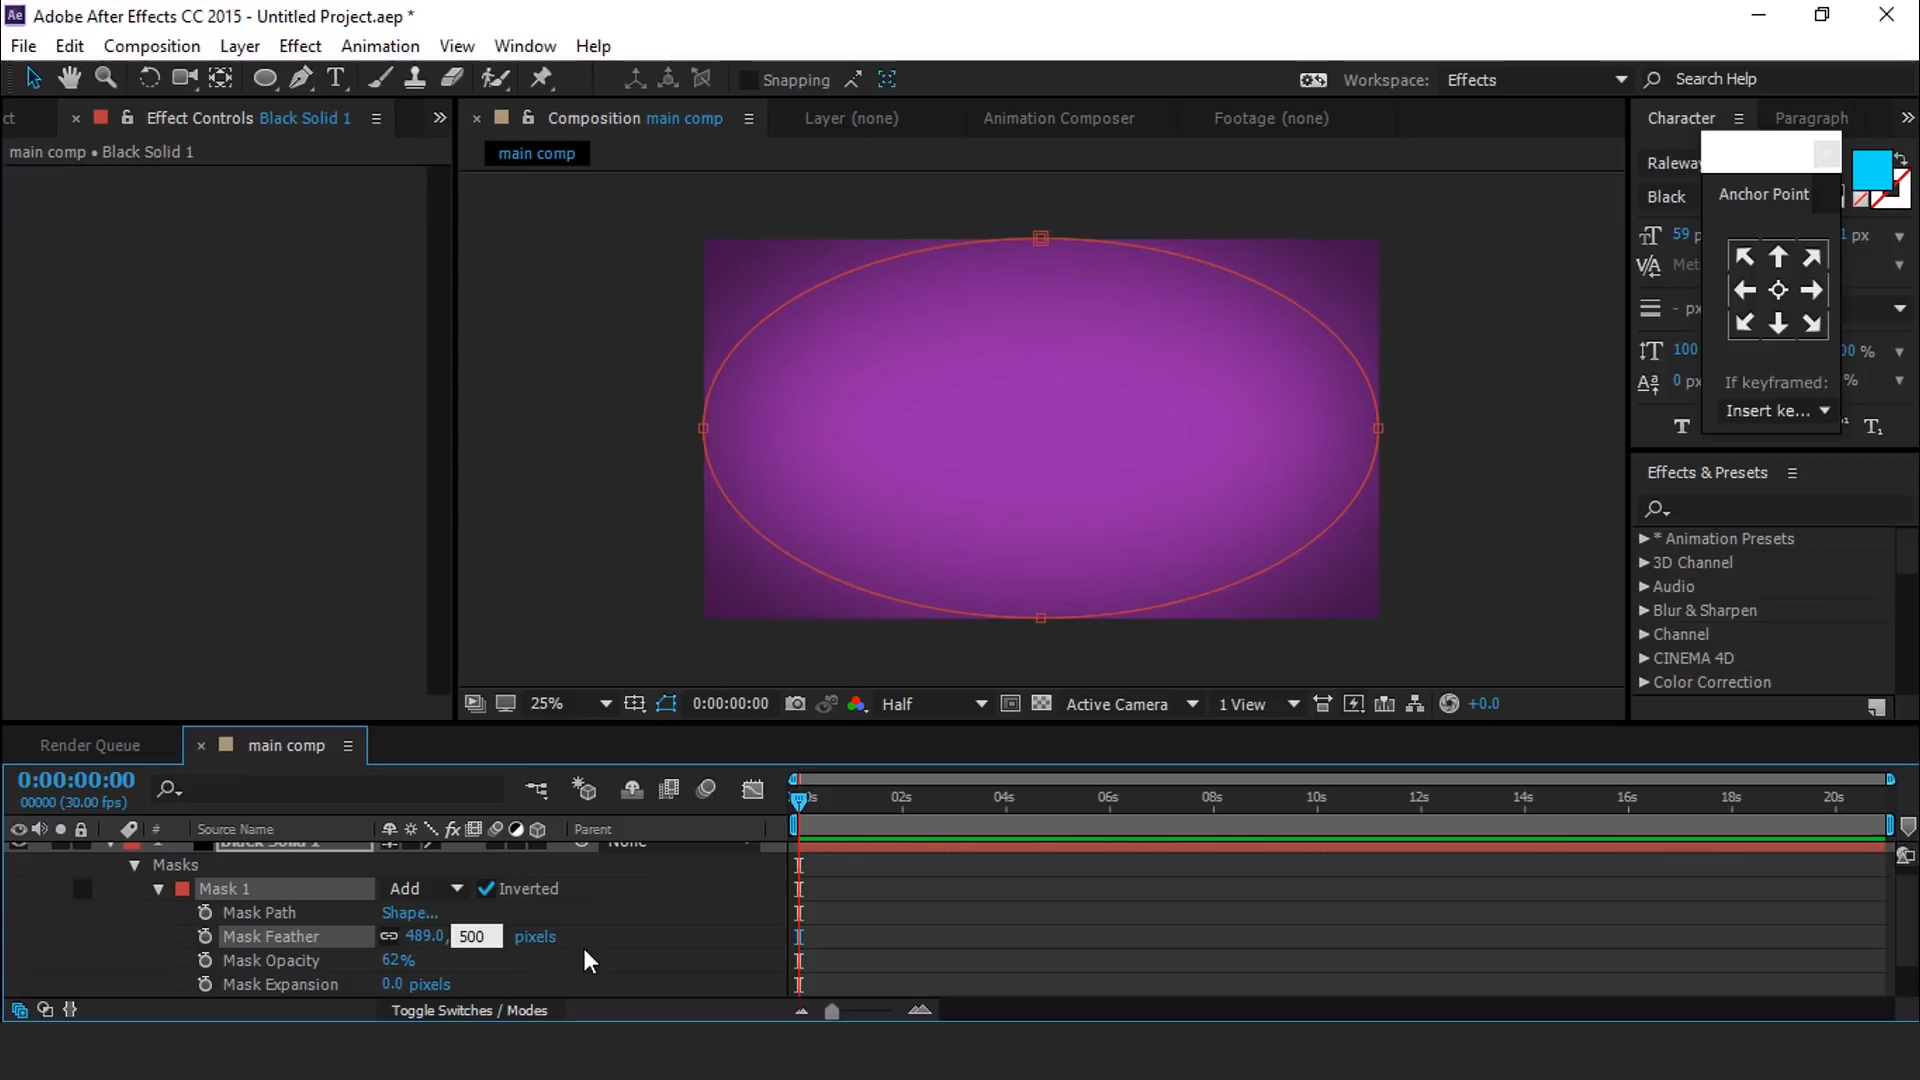 Adobe After Effects CC 2015 - Untitled Project.aep *
File Edit Composition Layer Effect Animation View Window Help
Snapping Workspace: Effects Search Help
Effect Controls Black Solid 1
Composition main comp
Layer (none)
Animation Composer
Footage (none)
Character
Paragraph
main comp • Black Solid 1
main comp
Raleway
Black
Anchor Point
59 px
Met
- px
100
00 %
0 px
%
If keyframed:
Insert ke...
Effects & Presets
* Animation Presets
3D Channel
Audio
Blur & Sharpen
Channel
CINEMA 4D
Color Correction
25% 0:00:00:00 Half Active Camera 1 View +0.0
Render Queue
main comp
0:00:00:00
00000 (30.00 fps)
02s 04s 06s 08s 10s 12s 14s 16s 18s 20s
# Source Name fx Parent
Black Solid 1 None
Masks
Mask 1 Add Inverted
Mask Path Shape...
Mask Feather 489.0, 500 pixels
Mask Opacity 62%
Mask Expansion 0.0 pixels
Toggle Switches / Modes